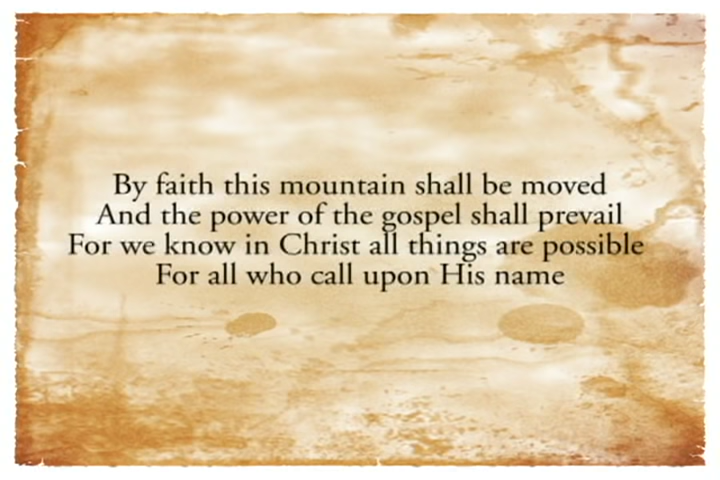 By faith this mountain shall be moved
And the power of the gospel shall prevail
For we know in Christ all things are possible
For all who call upon His name